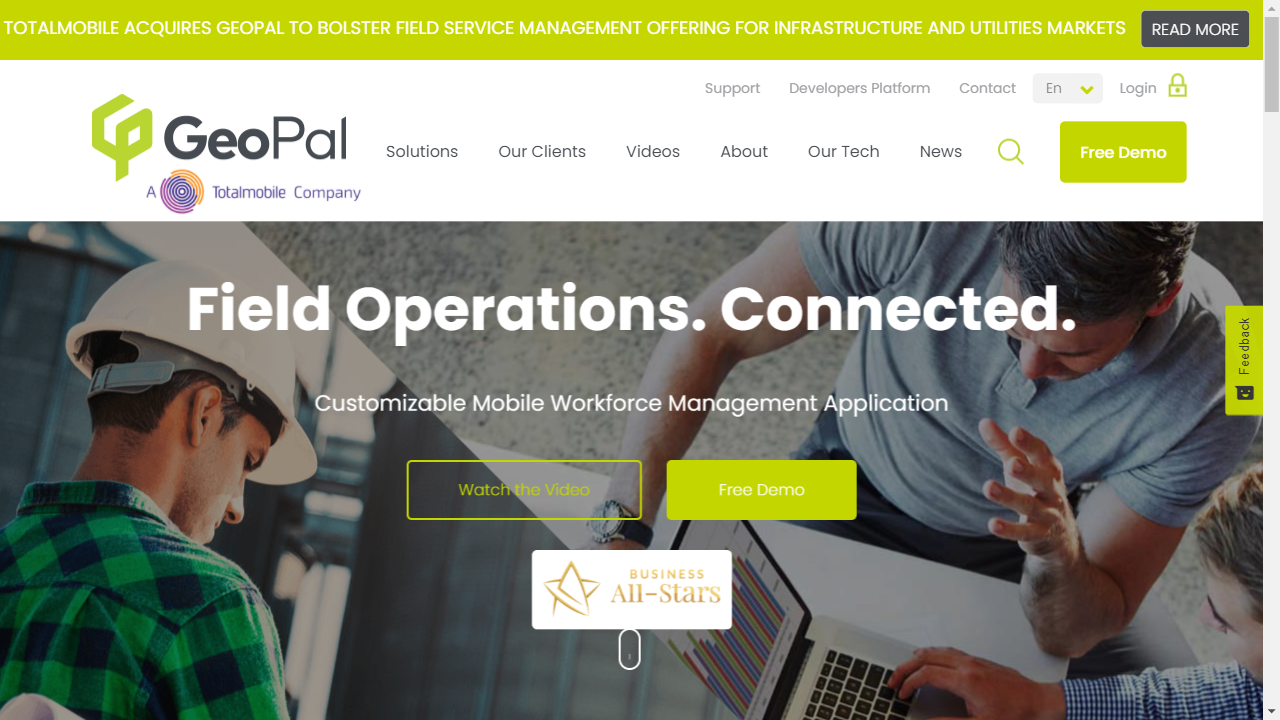 TOTALMOBILE ACQUIRES GEOPAL TO BOLSTER FIELD SERVICE MANAGEMENT OFFERING FOR INFRASTRUCTURE AND UTILITIES MARKETS READ MORE
Support Developers Platform Contact En Login
GeoPal
A Totalmobile Company
Solutions Our Clients Videos About Our Tech News Free Demo
Field Operations. Connected.
Feedback
Customizable Mobile Workforce Management Application
Watch the Video Free Demo
BUSINESS
All-Stars